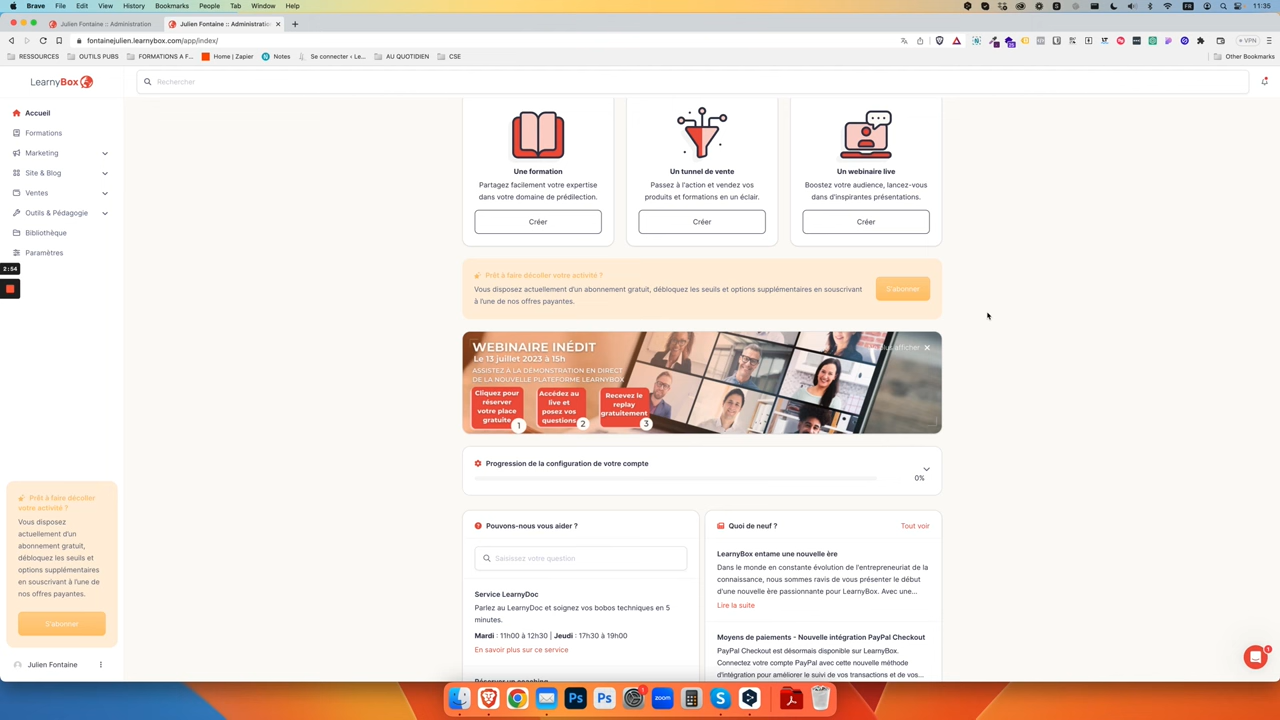 Brave File Edit View History Bookmarks People Tab Window Help
FR
11:35
Julien Fontaine :: Administration
Julien Fontaine :: Administratio
fontainejulien.learnybox.com/app/index/
VPN
RESSOURCES
OUTILS PUBS
FORMATIONS A F...
Home | Zapier
Notes
Se connecter ‹ Le...
AU QUOTIDIEN
CSE
Other Bookmarks
LearnyBox
Rechercher
Accueil
Formations
Marketing
Site & Blog
Ventes
Outils & Pédagogie
Bibliothèque
Paramètres
2:54
Une formation
Partagez facilement votre expertise
dans votre domaine de prédilection.
Créer
Un tunnel de vente
Passez à l'action et vendez vos
produits et formations en un éclair.
Créer
Un webinaire live
Boostez votre audience, lancez-vous
dans d'inspirantes présentations.
Créer
Prêt à faire décoller votre activité ?
Vous disposez actuellement d'un abonnement gratuit, débloquez les seuils et options supplémentaires en souscrivant
à l'une de nos offres payantes.
S'abonner
WEBINAIRE INÉDIT
Le 13 juillet 2023 à 15h
ASSISTEZ À LA DÉMONSTRATION EN DIRECT
DE LA NOUVELLE PLATEFORME LEARNYBOX
Cliquez pour
réserver
votre place
gratuite
1
Accédez au
live et
posez vos
questions
2
Recevez le
replay
gratuitement
3
plus afficher
Progression de la configuration de votre compte
0%
Pouvons-nous vous aider ?
Saisissez votre question
Service LearnyDoc
Parlez au LearnyDoc et soignez vos bobos techniques en 5
minutes.
Mardi : 11h00 à 12h30 | Jeudi : 17h30 à 19h00
En savoir plus sur ce service
Réserver un coaching
Quoi de neuf ?
Tout voir
LearnyBox entame une nouvelle ère
Dans le monde en constante évolution de l'entrepreneuriat de la
connaissance, nous sommes ravis de vous présenter le début
d'une nouvelle ère passionnante pour LearnyBox. Avec une...
Lire la suite
Moyens de paiements - Nouvelle intégration PayPal Checkout
PayPal Checkout est désormais disponible sur LearnyBox.
Connectez votre compte PayPal avec cette nouvelle méthode
d'intégration pour améliorer le suivi de vos transactions et de vos...
Prêt à faire décoller
votre activité ?
Vous disposez
actuellement d'un
abonnement gratuit,
débloquez les seuils et
options
supplémentaires en
souscrivant à l'une de
nos offres payantes.
S'abonner
Julien Fontaine
1
Ps
Ps
zoom